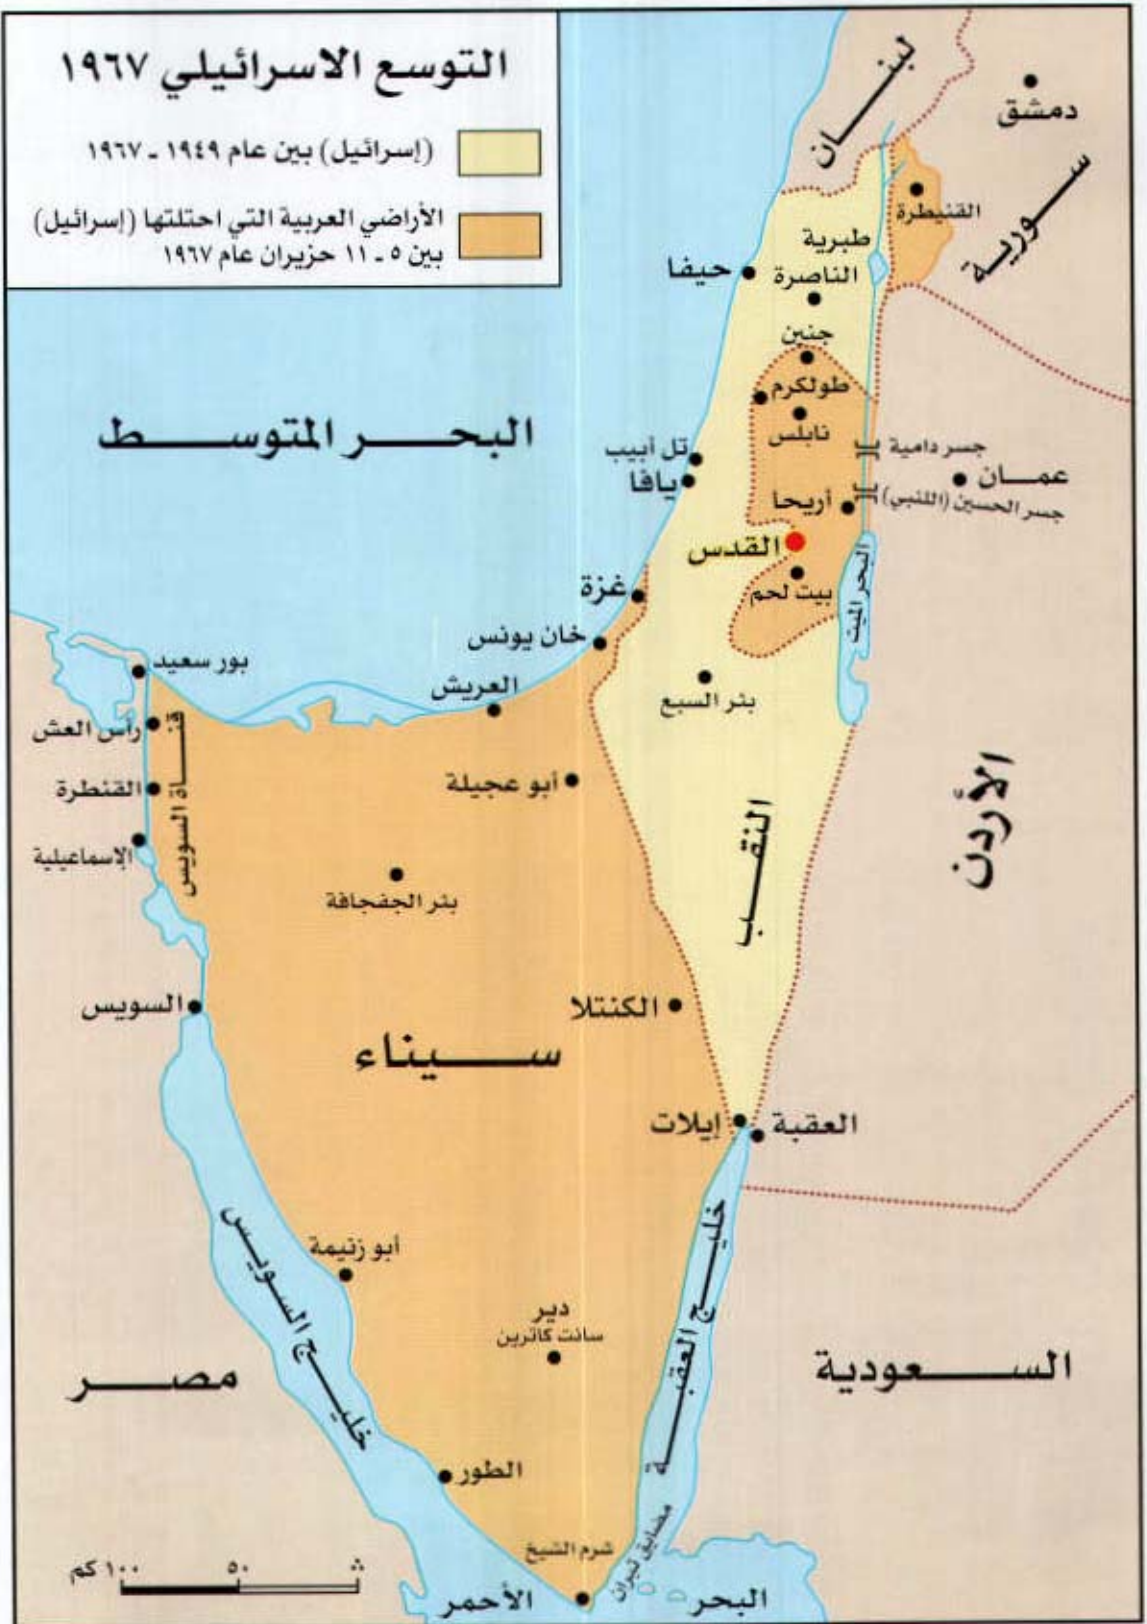 التوسع الاسرائيلي ١٩٦٧
(إسرائيل) بين عام ١٩٤٩ ـ ١٩٦٧
الأراضي العربية التي احتلتها (إسرائيل)
بين ٥ ـ ١١ حزيران عام ١٩٦٧
لبنان
دمشق
سورية
القنيطرة
طبرية
حيفا
الناصرة
جنين
طولكرم
نابلس
البحر المتوسط
تل أبيب
يافا
جسر دامية
عمان
جسر الحسين (اللنبي)
أريحا
القدس
بيت لحم
البحر الميت
غزة
خان يونس
العريش
بور سعيد
بئر السبع
رأس العش
قناة السويس
القنطرة
أبو عجيلة
الإسماعيلية
بئر الجفجافة
النقب
الأردن
السويس
الكنتلا
سيناء
إيلات
العقبة
خليج السويس
أبو زنيمة
خليج العقبة
دير
سانت كاترين
مصر
السعودية
الطور
شرم الشيخ
مضايق تيران
البحر
الأحمر
٥٠
١٠٠ كم